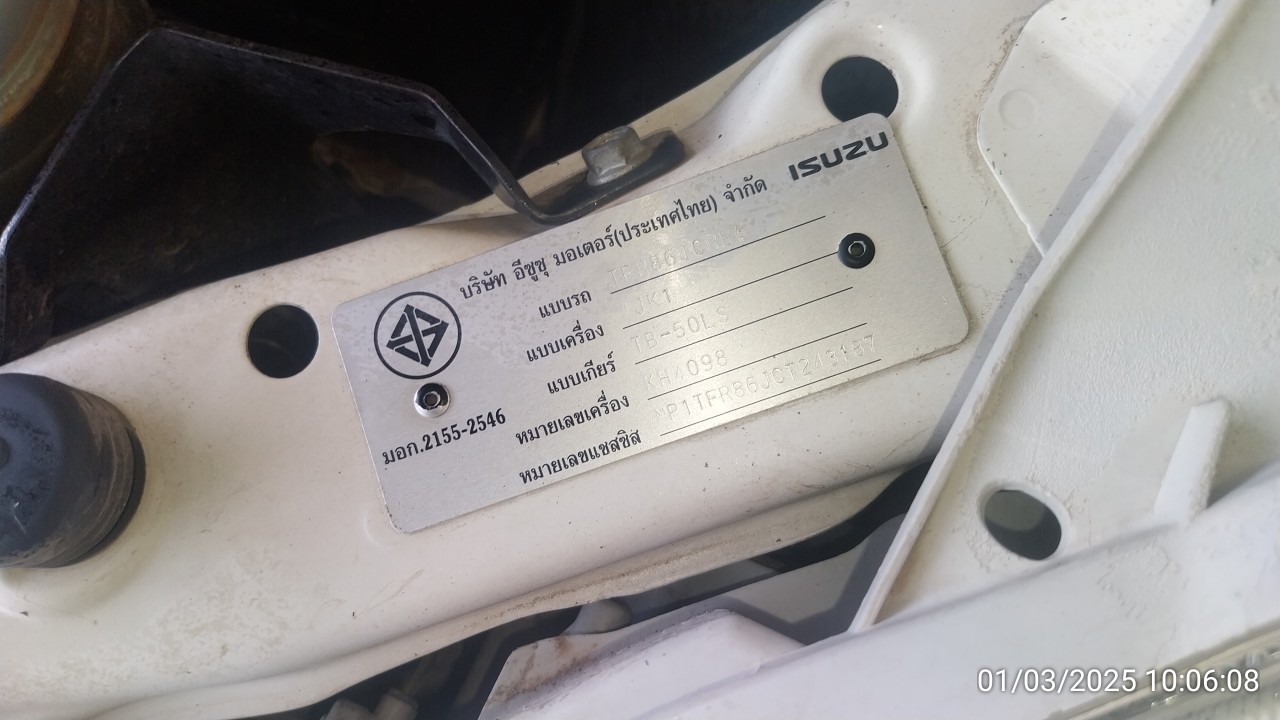 ISUZU
บริษัท อีซูซุ มอเตอร์(ประเทศไทย) จำกัด
แบบรถ
แบบเครื่อง
แบบเกียร์ TB-50LS
หมายเลขเครื่อง KH4098
หมายเลขแชสซิส
มอก.2155-2546
01/03/2025 10:06:08